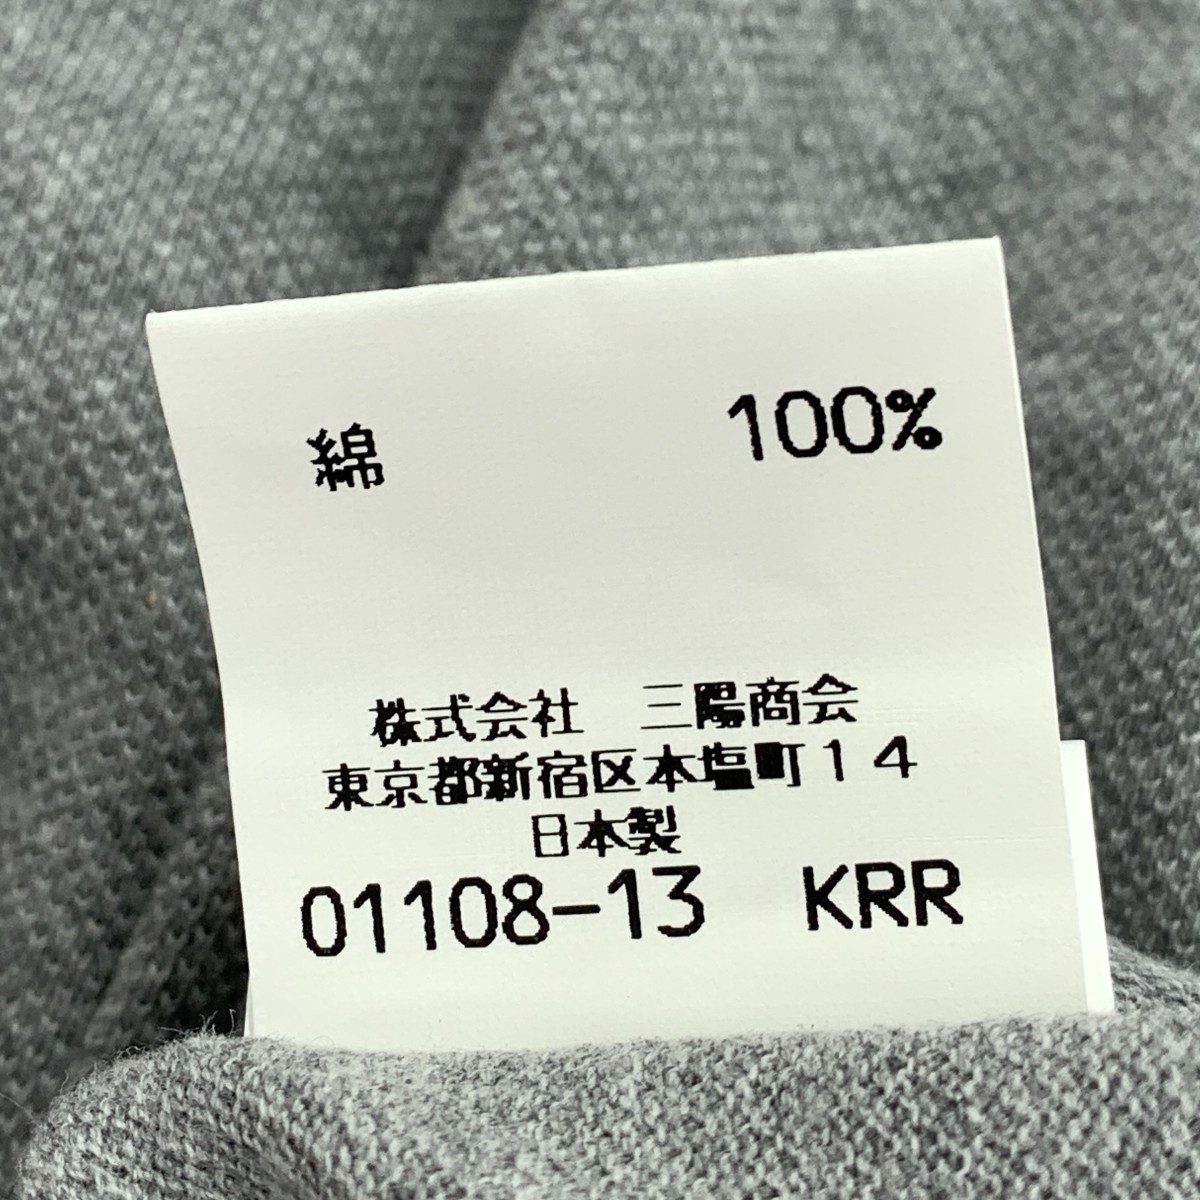 綿 100%
株式会社 三陽商会
東京都新宿区本塩町14
日本製
01108-13 KRR